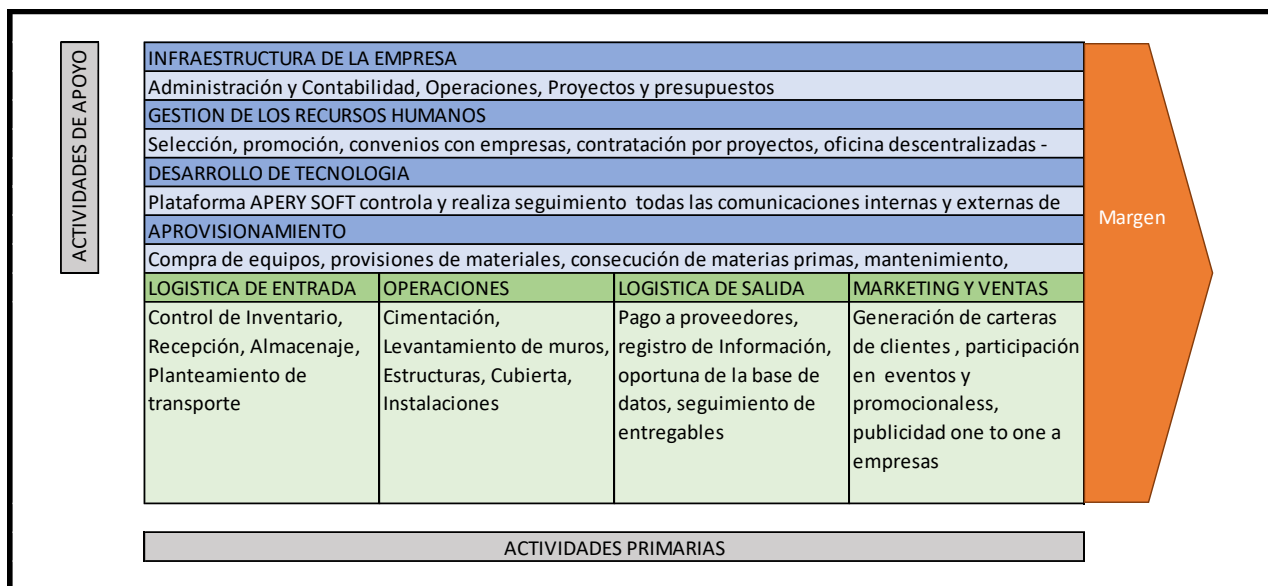 ACTIVIDADES DE APOYO
INFRAESTRUCTURA DE LA EMPRESA
Administración y Contabilidad, Operaciones, Proyectos y presupuestos
GESTION DE LOS RECURSOS HUMANOS
Selección, promoción, convenios con empresas, contratación por proyectos, oficina descentralizadas -
DESARROLLO DE TECNOLOGIA
Plataforma APERY SOFT controla y realiza seguimiento todas las comunicaciones internas y externas de
APROVISIONAMIENTO
Compra de equipos, provisiones de materiales, consecución de materias primas, mantenimiento,
Margen
LOGISTICA DE ENTRADA
Control de Inventario,
Recepción, Almacenaje,
Planteamiento de
transporte
OPERACIONES
Cimentación,
Levantamiento de muros,
Estructuras, Cubierta,
Instalaciones
LOGISTICA DE SALIDA
Pago a proveedores,
registro de Información,
oportuna de la base de
datos, seguimiento de
entregables
MARKETING Y VENTAS
Generación de carteras
de clientes , participación
en eventos y
promocionaless,
publicidad one to one a
empresas
ACTIVIDADES PRIMARIAS